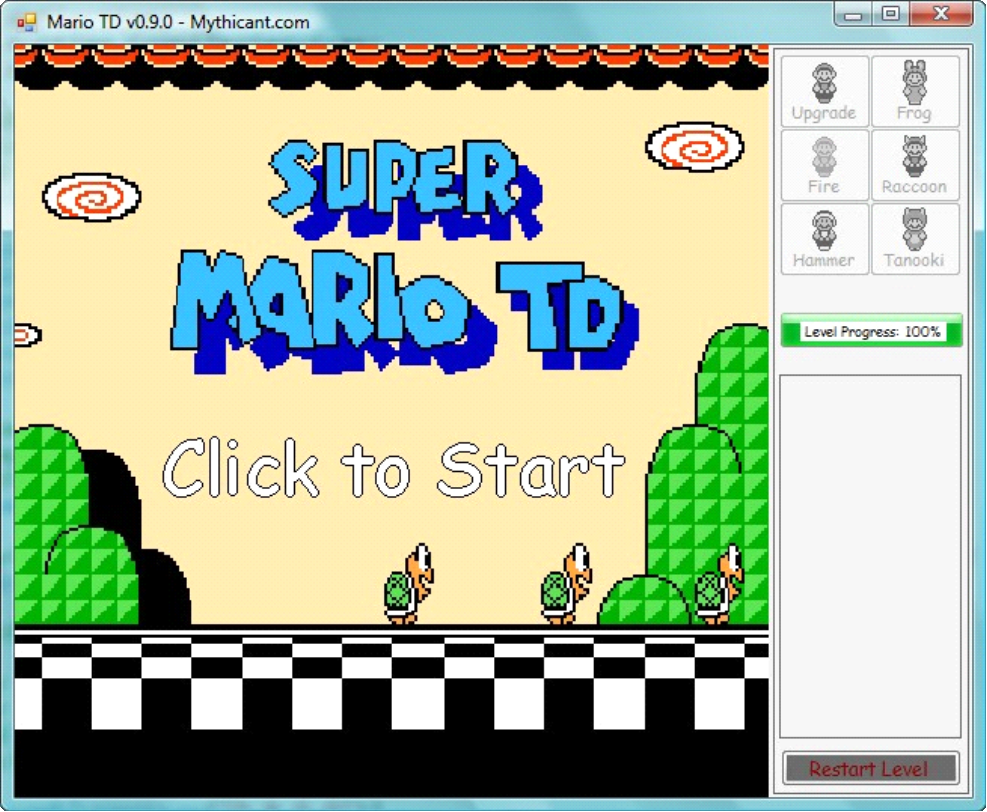 Mario TD v0.9.0 - Mythicant.com
SUPER
MARIO TD
Click to Start
Upgrade
Frog
Fire
Raccoon
Hammer
Tanooki
Level Progress: 100%
Restart Level